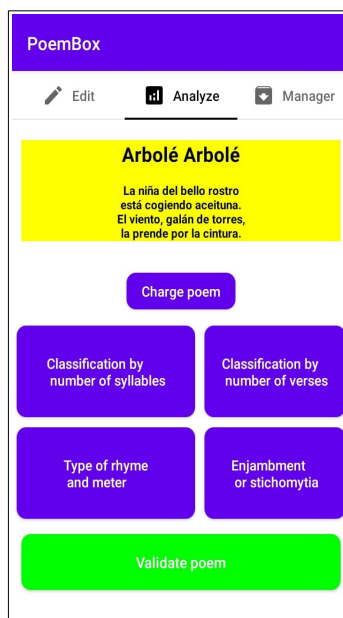 PoemBox
Edit
Analyze
Manager
Arbolé Arbolé
La niña del bello rostro
está cogiendo aceituna.
El viento, galán de torres,
la prende por la cintura.
Charge poem
Classification by
number of syllables
Classification by
number of verses
Type of rhyme
and meter
Enjambment
or stichomytia
Validate poem